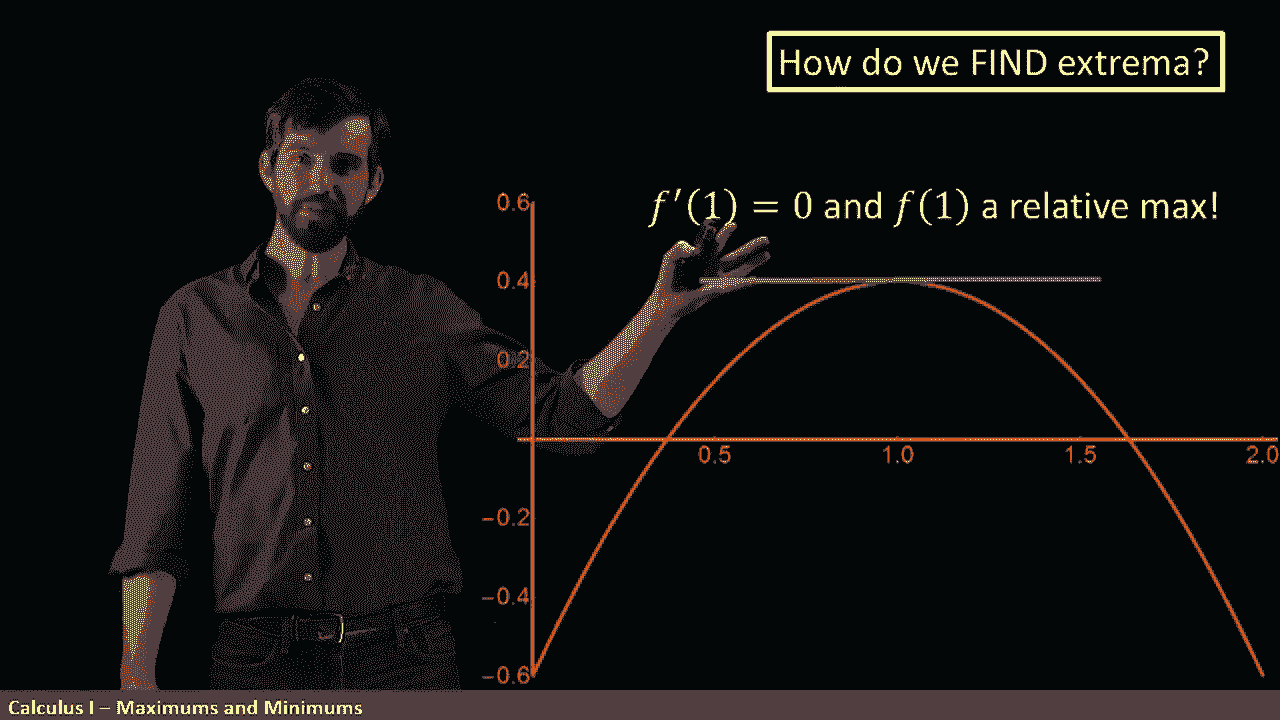 How do we FIND extrema?
f′(1) = 0 and f(1) a relative max!
0.6
0.4
0.2
0.5 1.0 1.5 2.0
−0.2
−0.4
−0.6
Calculus I – Maximums and Minimums